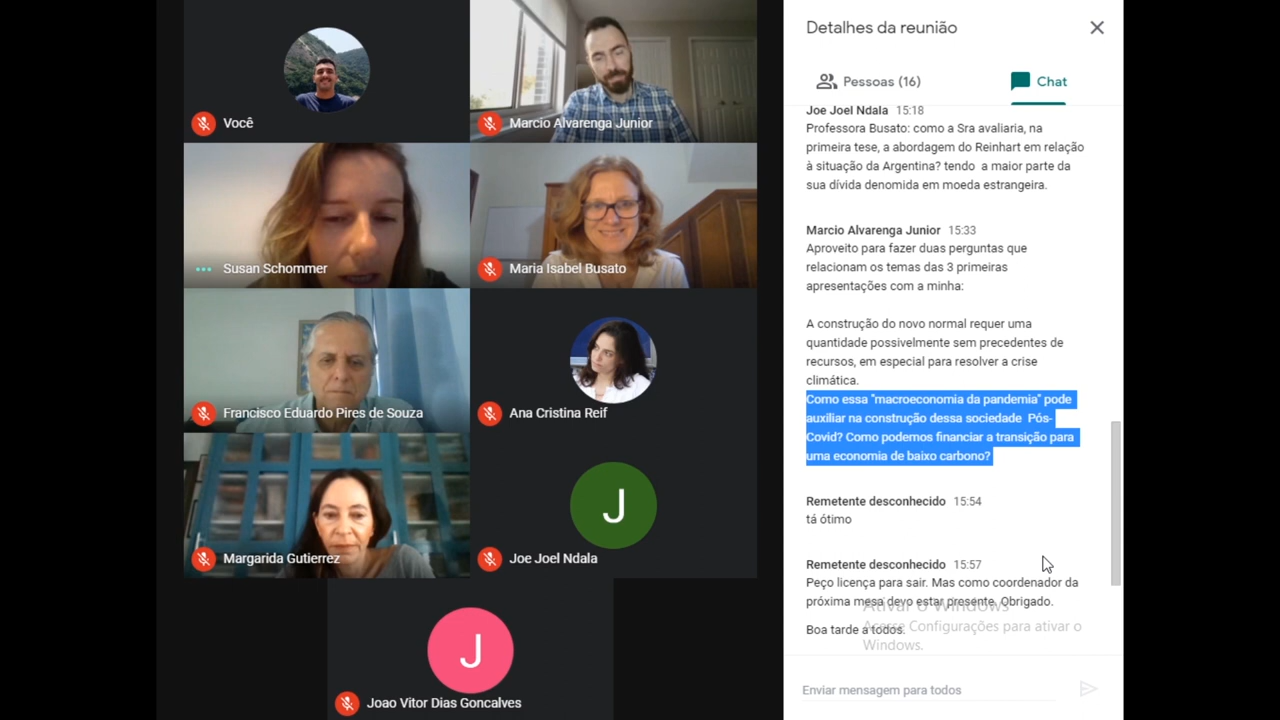 Você
Marcio Alvarenga Junior
Susan Schommer
Maria Isabel Busato
Francisco Eduardo Pires de Souza
Ana Cristina Reif
Margarida Gutierrez
J
Joe Joel Ndala
J
Joao Vitor Dias Goncalves
Detalhes da reunião
Pessoas (16)
Chat
Joe Joel Ndala 15:18
Professora Busato: como a Sra avaliaria, na
primeira tese, a abordagem do Reinhart em relação
à situação da Argentina? tendo a maior parte da
sua dívida denomida em moeda estrangeira.
Marcio Alvarenga Junior 15:33
Aproveito para fazer duas perguntas que
relacionam os temas das 3 primeiras
apresentações com a minha:
A construção do novo normal requer uma
quantidade possivelmente sem precedentes de
recursos, em especial para resolver a crise
climática.
Como essa "macroeconomia da pandemia" pode
auxiliar na construção dessa sociedade Pós-
Covid? Como podemos financiar a transição para
uma economia de baixo carbono?
Remetente desconhecido 15:54
tá ótimo
Remetente desconhecido 15:57
Peço licença para sair. Mas como coordenador da
próxima mesa devo estar presente. Obrigado.
Boa tarde a todos.
Ativar o Windows
Acesse Configurações para ativar o
Windows.
Enviar mensagem para todos